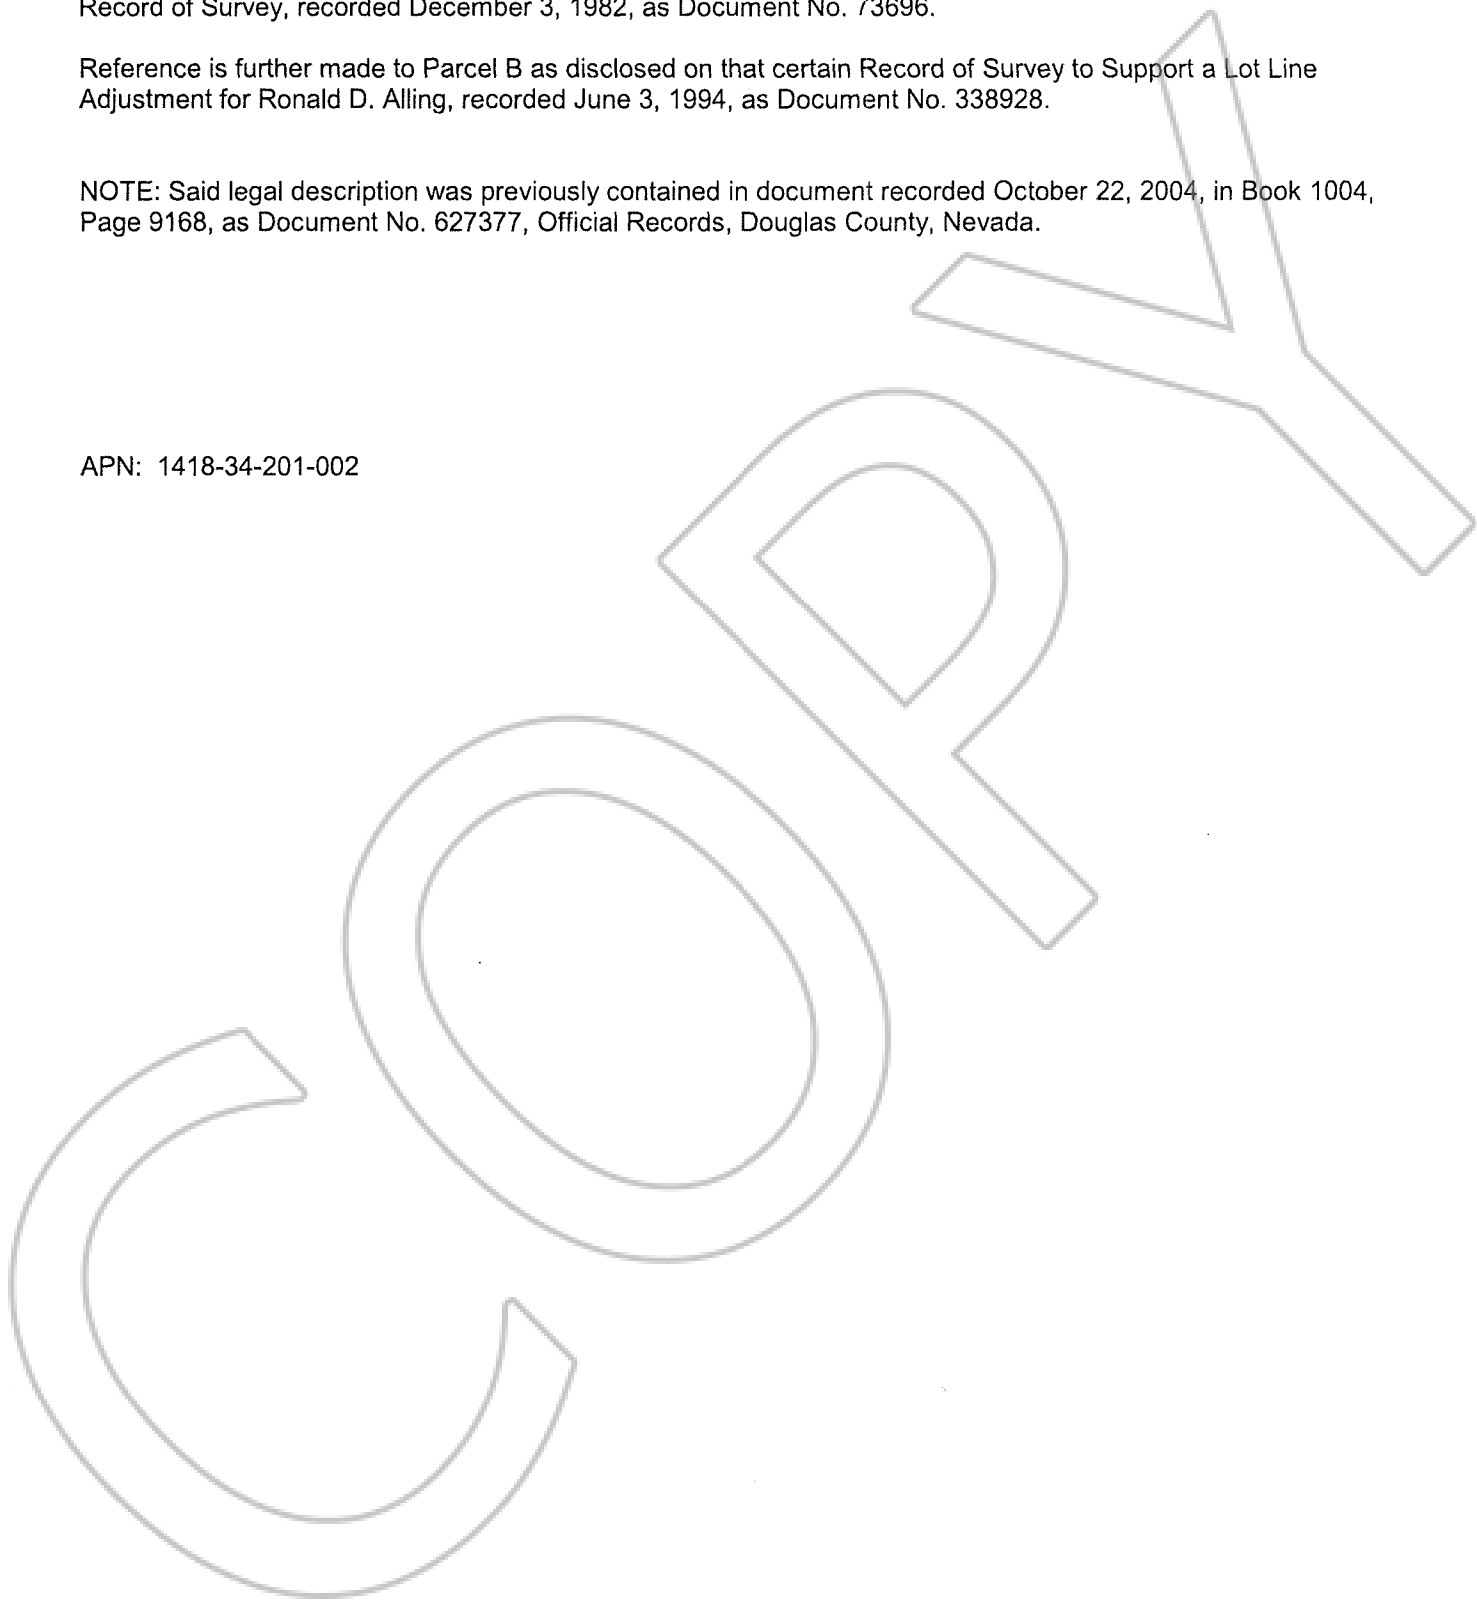 Record of Survey, recorded December 3, 1982, as Document No. 73696.
Reference is further made to Parcel B as disclosed on that certain Record of Survey to Support a Lot Line
Adjustment for Ronald D. Alling, recorded June 3, 1994, as Document No. 338928.
NOTE: Said legal description was previously contained in document recorded October 22, 2004, in Book 1004,
Page 9168, as Document No. 627377, Official Records, Douglas County, Nevada.
APN: 1418-34-201-002
COPY